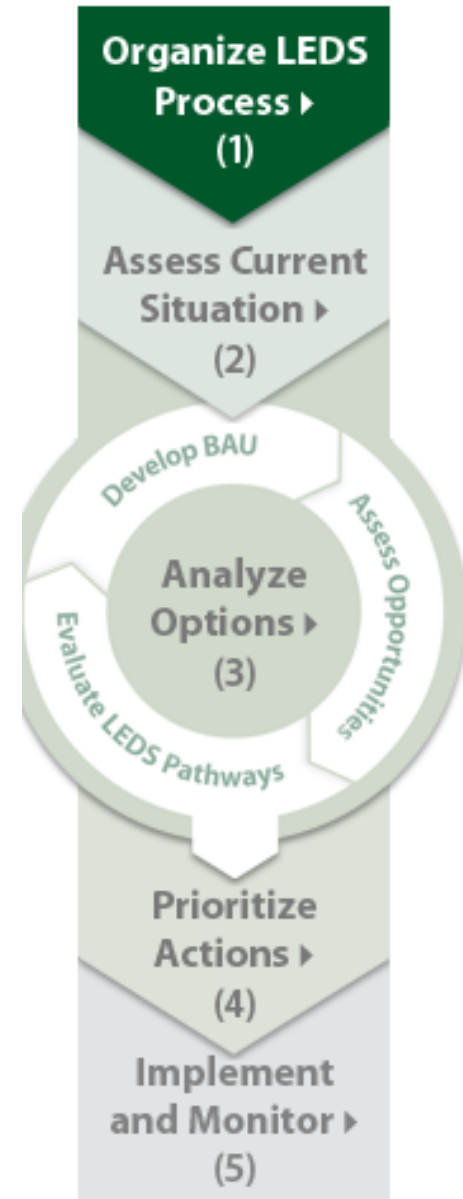 Organize LEDS
Process ▸
(1)
Assess Current
Situation ▸
(2)
Develop BAU
Assess Opportunities
Evaluate LEDS Pathways
Analyze
Options ▸
(3)
Prioritize
Actions ▸
(4)
Implement
and Monitor ▸
(5)